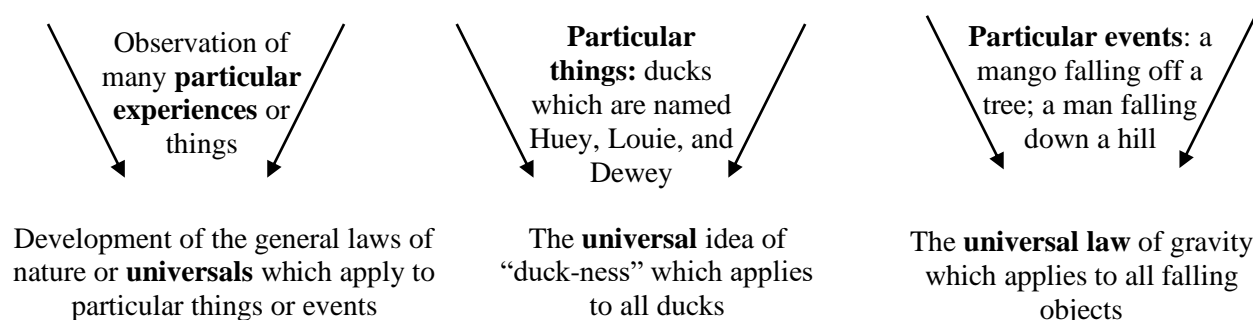 Observation of
many particular
experiences or
things
Development of the general laws of
nature or universals which apply to
particular things or events
Particular
things: ducks
which are named
Huey, Louie, and
Dewey
The universal idea of
“duck-ness” which applies
to all ducks
Particular events: a
mango falling off a
tree; a man falling
down a hill
The universal law of gravity
which applies to all falling
objects